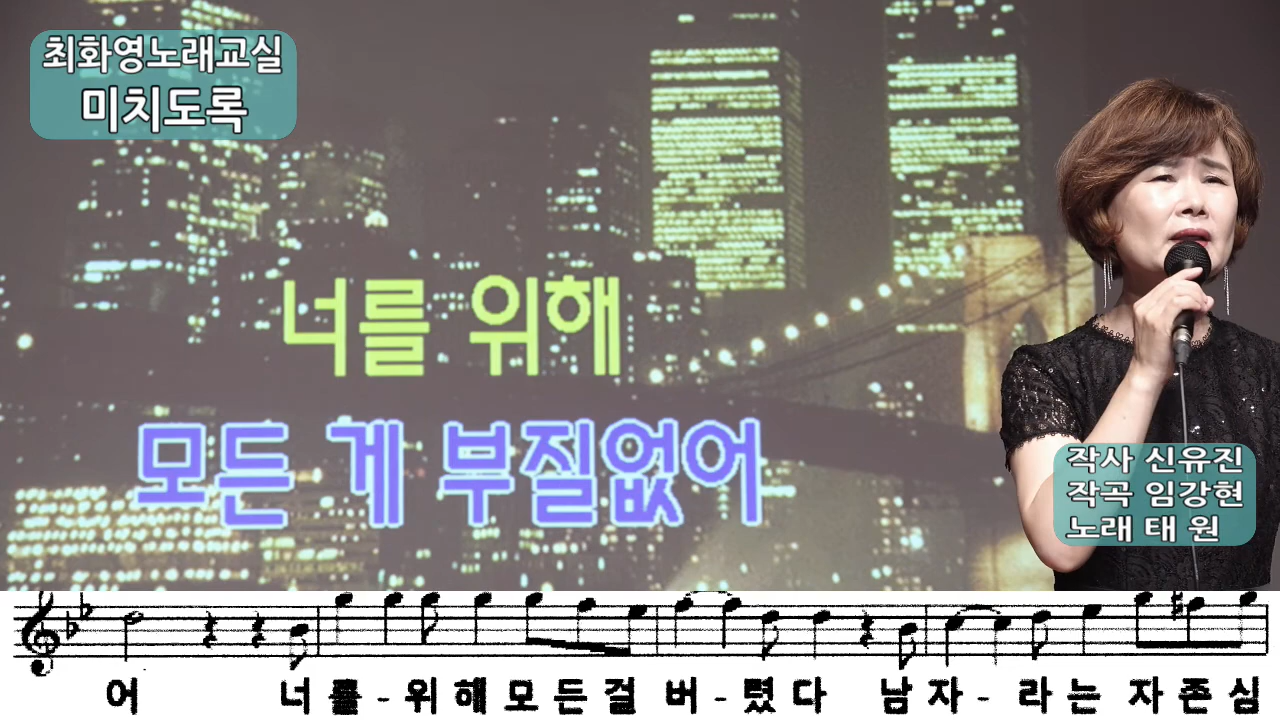 최화영노래교실
미치도록
너를 위해
모든 게 부질없어
작사 신유진
작곡 임강현
노래 태 원
어 너를-위해모든걸 버-렸다 남자-라는 자존심